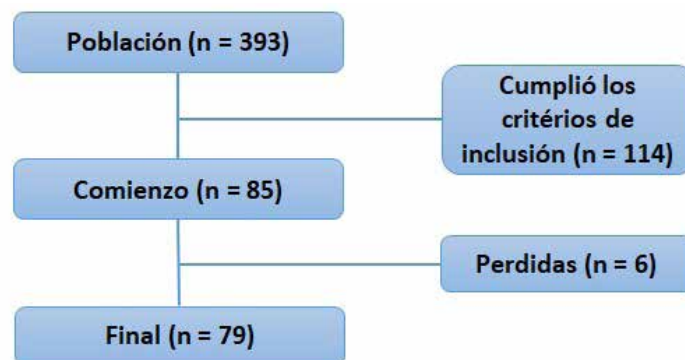 Población (n = 393)
Cumplió los
critérios de
inclusión (n = 114)
Comienzo (n = 85)
Perdidas (n = 6)
Final (n = 79)